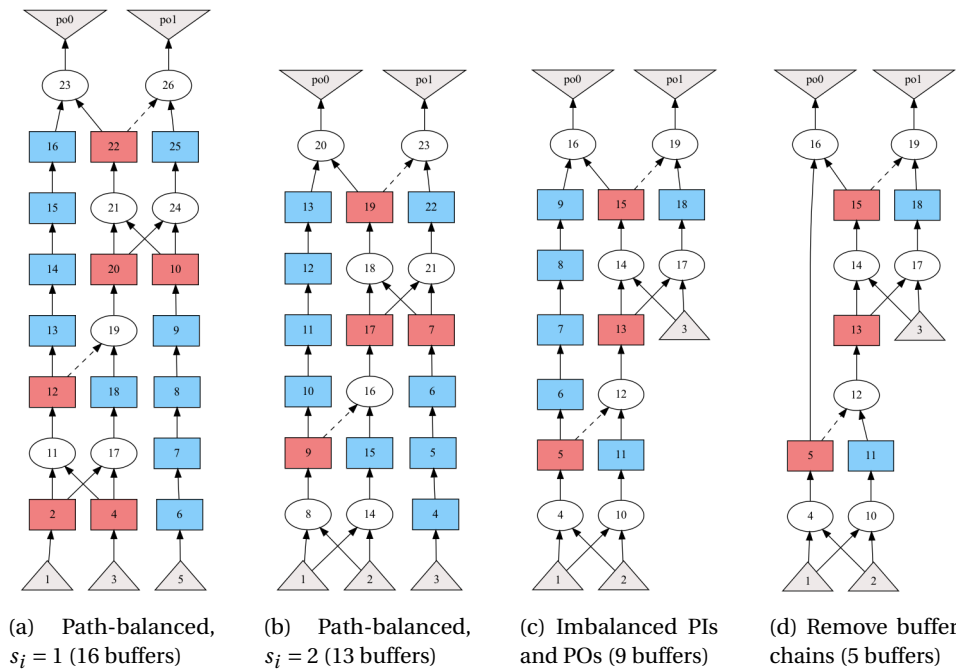 po0 po1
23 26
16 22 25
15 21 24
14 20 10
13 19 9
12 18 8
11 17 7
2 4 6
1 3 5
(a) Path-balanced,
s_i = 1 (16 buffers)
po0 po1
20 23
13 19 22
12 18 21
11 17 7
10 16 6
9 15 5
8 14 4
1 2 3
(b) Path-balanced,
s_i = 2 (13 buffers)
po0 po1
16 19
9 15 18
8 14 17
7 13 3
6 12
5 11
4 10
1 2
(c) Imbalanced PIs
and POs (9 buffers)
po0 po1
16 19
15 18
14 17
13 3
12
5 11
4 10
1 2
(d) Remove buffer
chains (5 buffers)